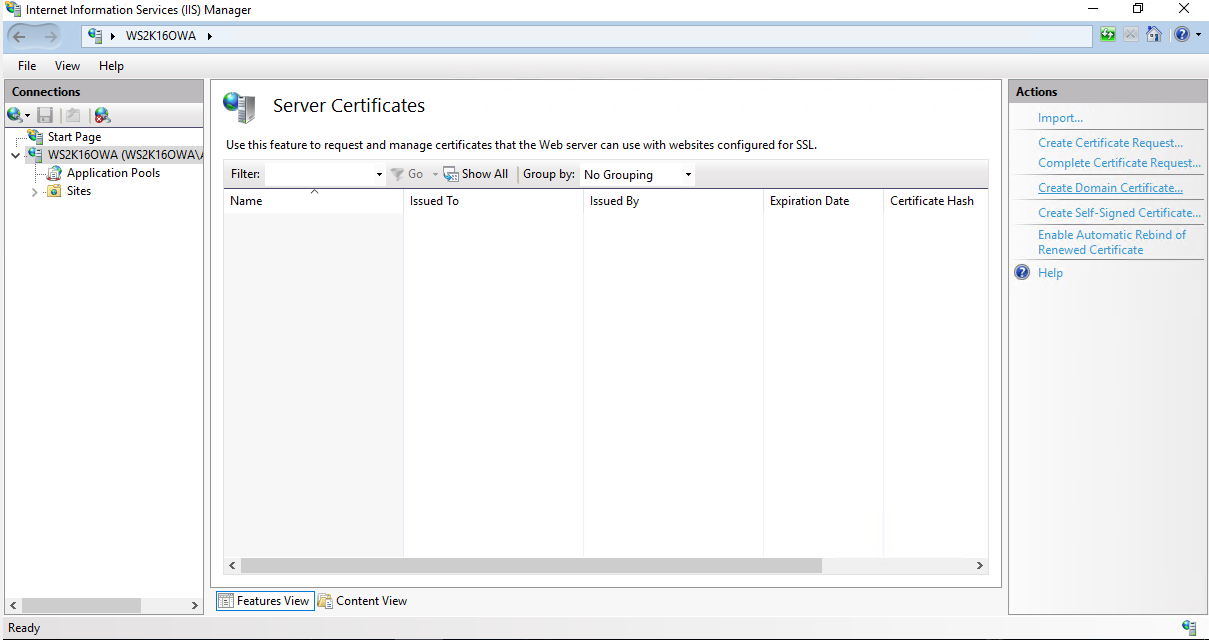 Internet Information Services (IIS) Manager
WS2K16OWA
File View Help
Connections
Start Page
WS2K16OWA (WS2K16OWA\
Application Pools
Sites
Server Certificates
Use this feature to request and manage certificates that the Web server can use with websites configured for SSL.
Filter: Go Show All Group by: No Grouping
Name Issued To Issued By Expiration Date Certificate Hash
Features View Content View
Actions
Import...
Create Certificate Request...
Complete Certificate Request...
Create Domain Certificate...
Create Self-Signed Certificate...
Enable Automatic Rebind of
Renewed Certificate
Help
Ready